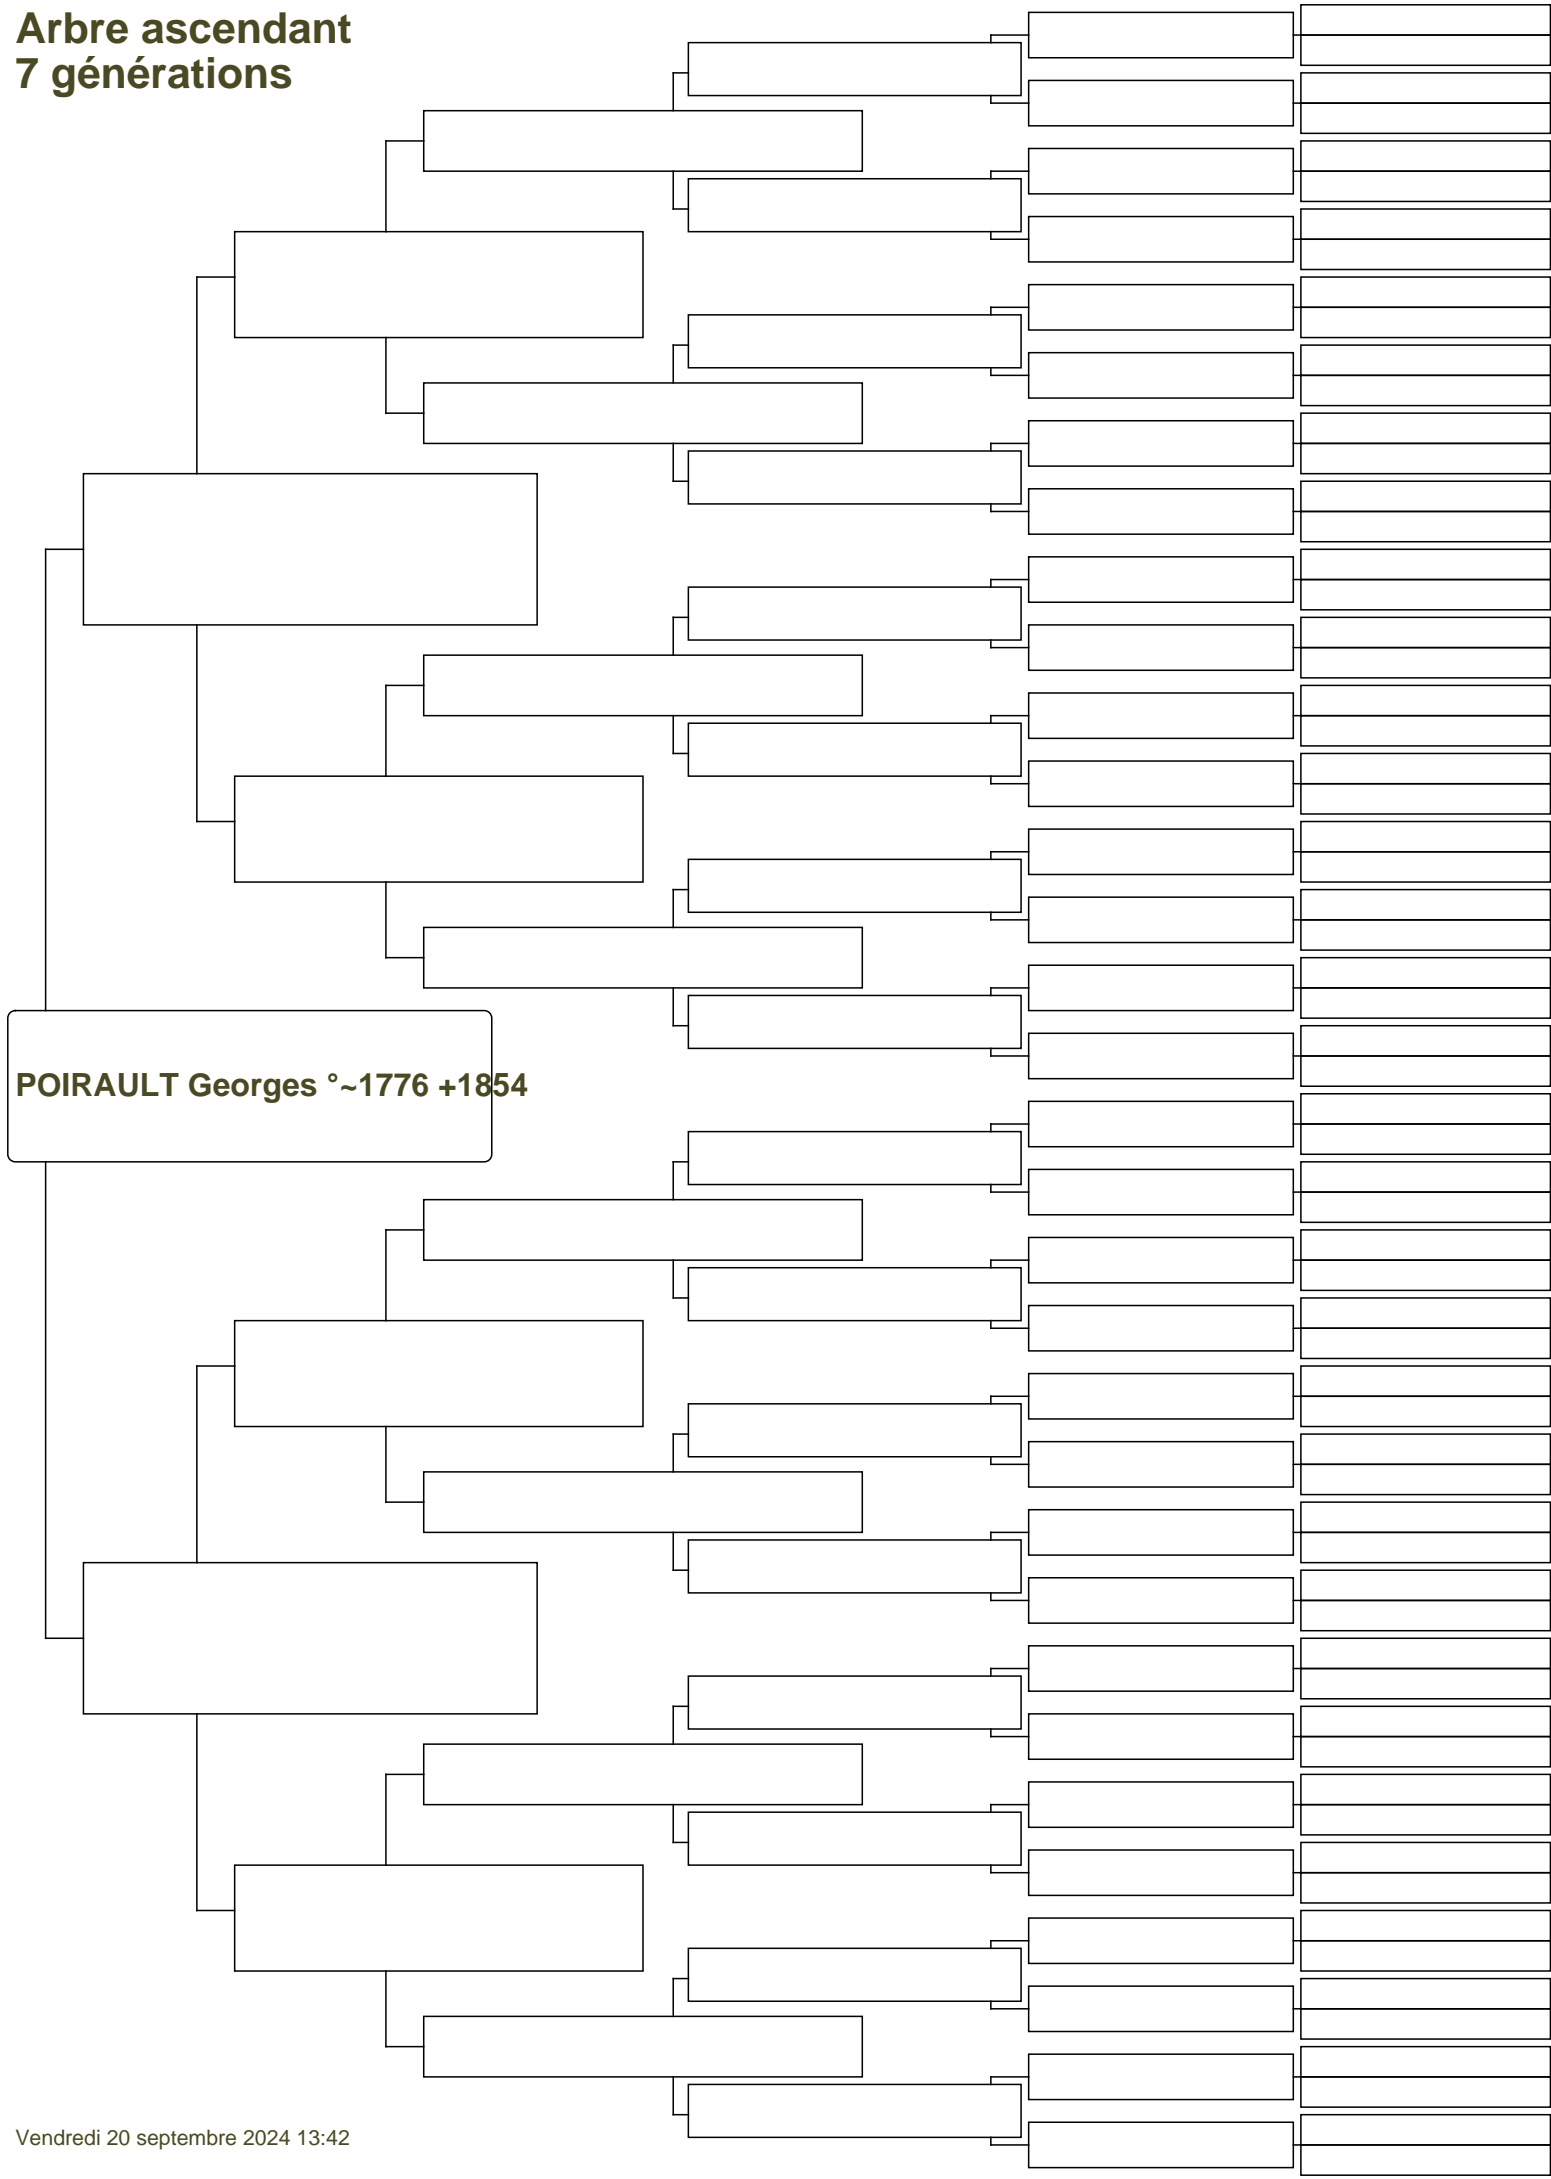 Arbre ascendant
7 générations
POIRAULT Georges °~1776 +1854
Vendredi 20 septembre 2024 13:42